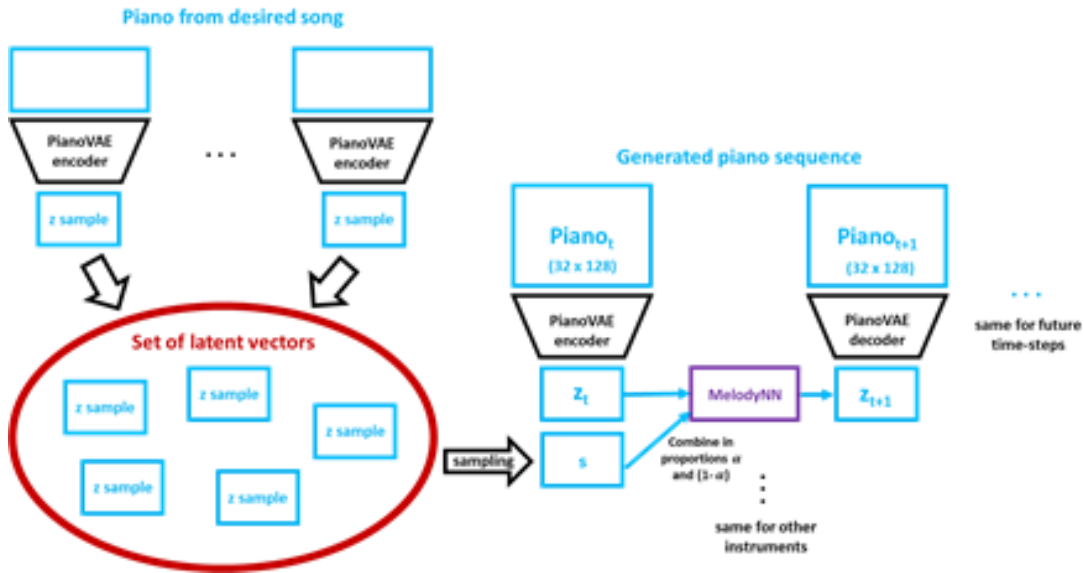 Piano from desired song
PianoVAE
encoder
...
PianoVAE
encoder
z sample
z sample
Set of latent vectors
z sample
z sample
z sample
z sample
z sample
sampling
Generated piano sequence
Pianoₜ
(32 x 128)
Pianoₜ₊₁
(32 x 128)
PianoVAE
encoder
PianoVAE
decoder
...
same for future
time-steps
zₜ
MelodyNN
zₜ₊₁
s
Combine in
proportions α
and (1- α)
...
same for other
instruments